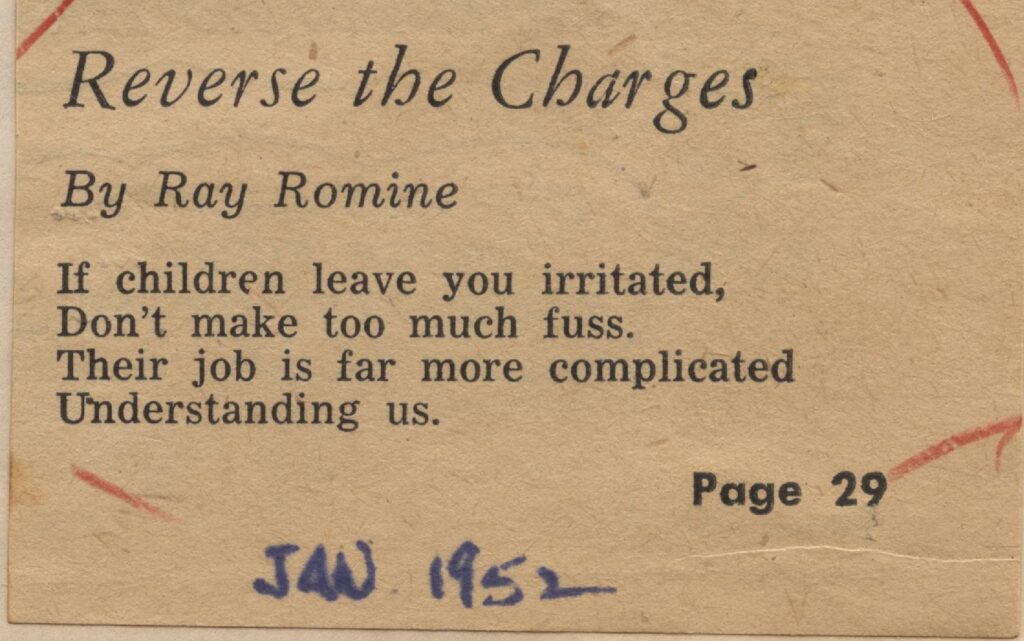 Reverse the Charges
By Ray Romine
If children leave you irritated,
Don't make too much fuss.
Their job is far more complicated
Understanding us.
Page 29
JAN. 1952